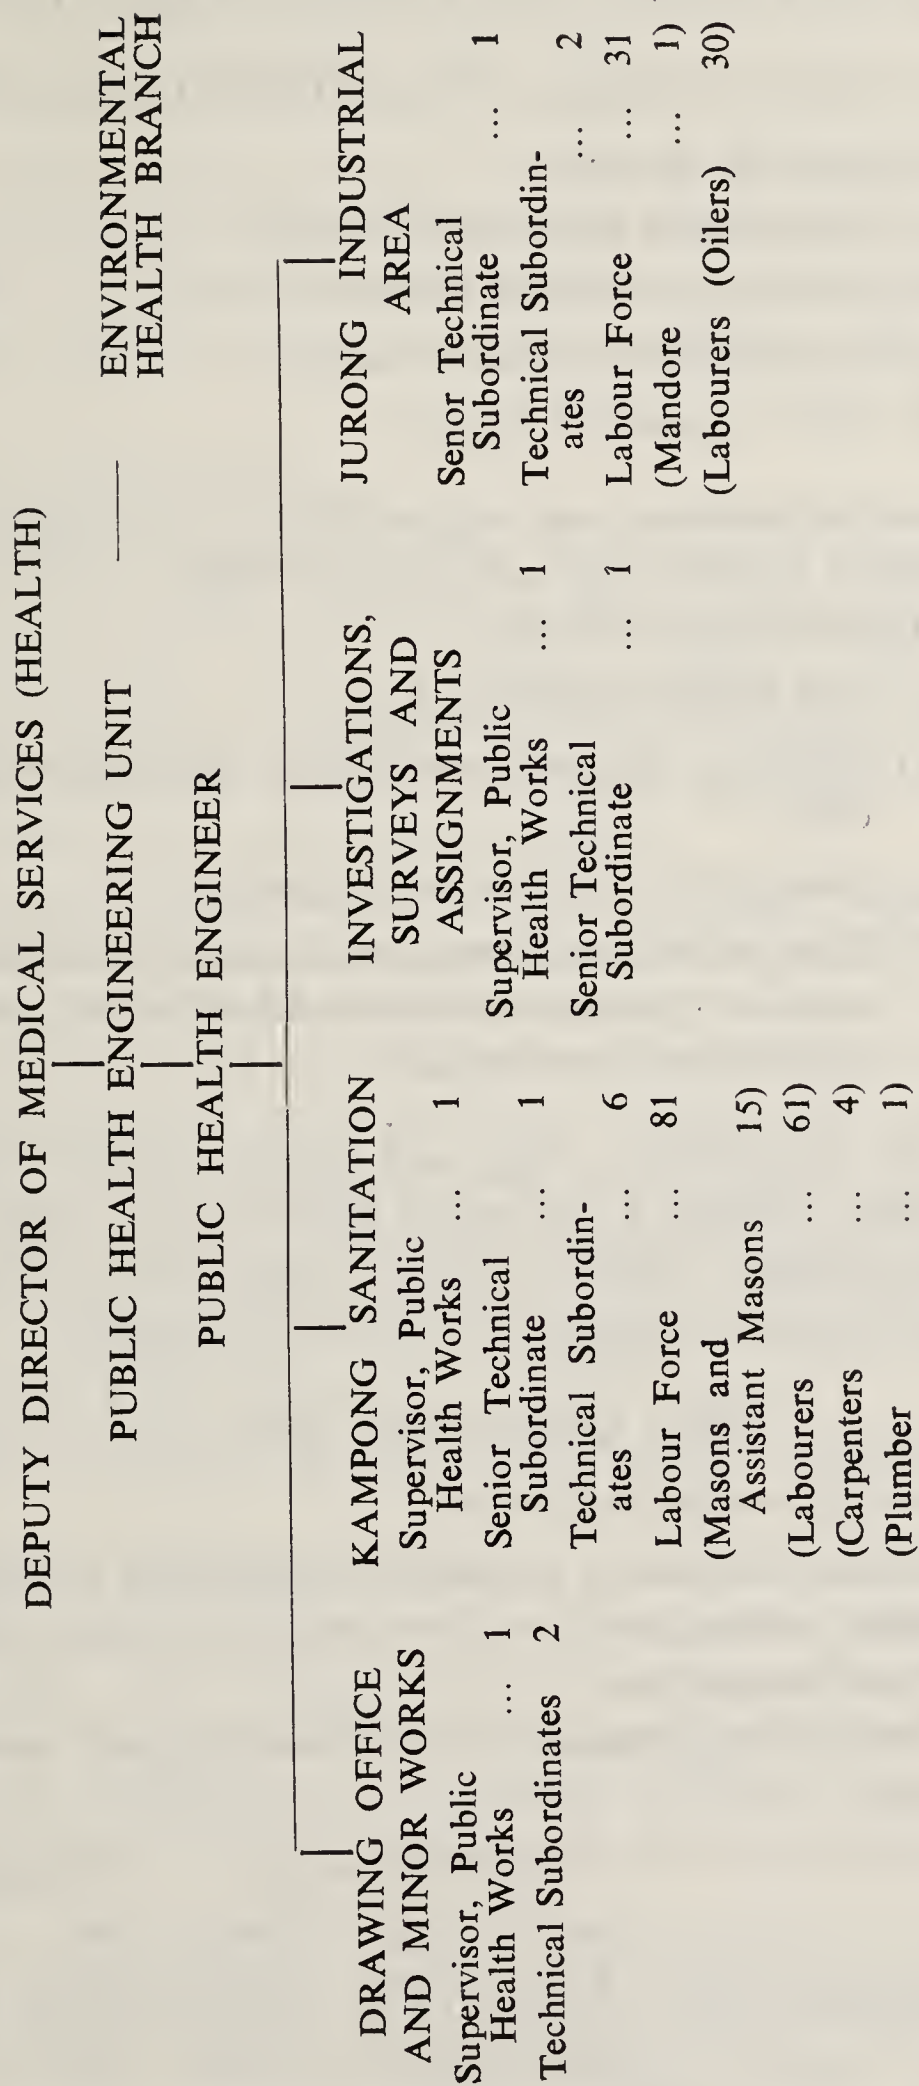 DEPUTY DIRECTOR OF MEDICAL SERVICES (HEALTH)
PUBLIC HEALTH ENGINEERING UNIT
ENVIRONMENTAL
HEALTH BRANCH
PUBLIC HEALTH ENGINEER
DRAWING OFFICE
AND MINOR WORKS
Supervisor, Public
Health Works ... 1
Technical Subordinates 2
KAMPONG SANITATION
Supervisor, Public
Health Works ... 1
Senior Technical
Subordinate ... 1
Technical Subordin-
ates ... 6
Labour Force ... 81
(Masons and
Assistant Masons 15)
(Labourers ... 61)
(Carpenters ... 4)
(Plumber ... 1)
INVESTIGATIONS,
SURVEYS AND
ASSIGNMENTS
Supervisor, Public
Health Works ... 1
Senior Technical
Subordinate ... 1
JURONG INDUSTRIAL
AREA
Senor Technical
Subordinate ... 1
Technical Subordin-
ates ... 2
Labour Force ... 31
(Mandore ... 1)
(Labourers (Oilers) 30)